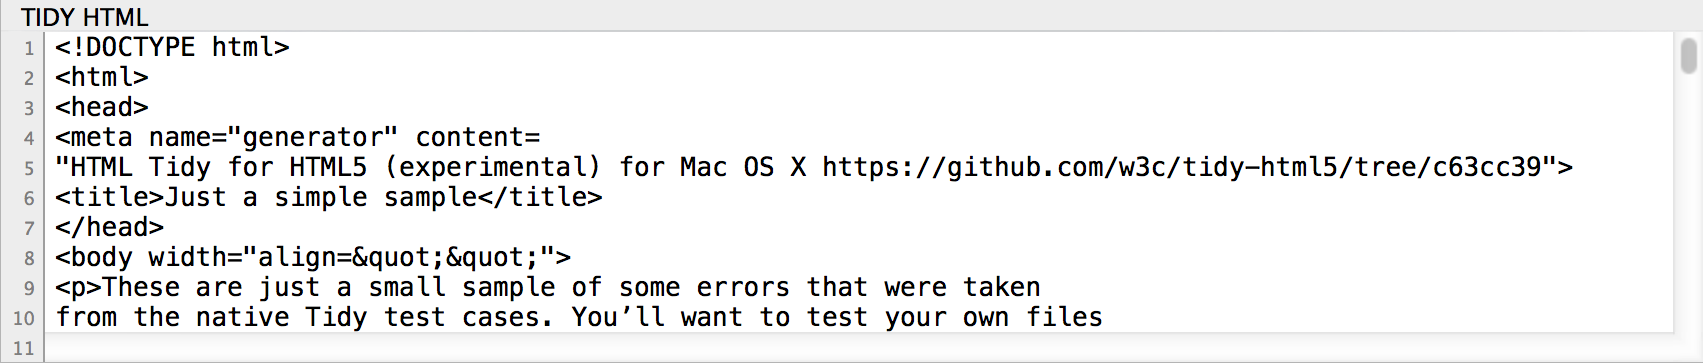 TIDY HTML
1 <!DOCTYPE html>
2 <html>
3 <head>
4 <meta name="generator" content=
5 "HTML Tidy for HTML5 (experimental) for Mac OS X https://github.com/w3c/tidy-html5/tree/c63cc39">
6 <title>Just a simple sample</title>
7 </head>
8 <body width="align=&quot;&quot;">
9 <p>These are just a small sample of some errors that were taken
10 from the native Tidy test cases. You’ll want to test your own files
11